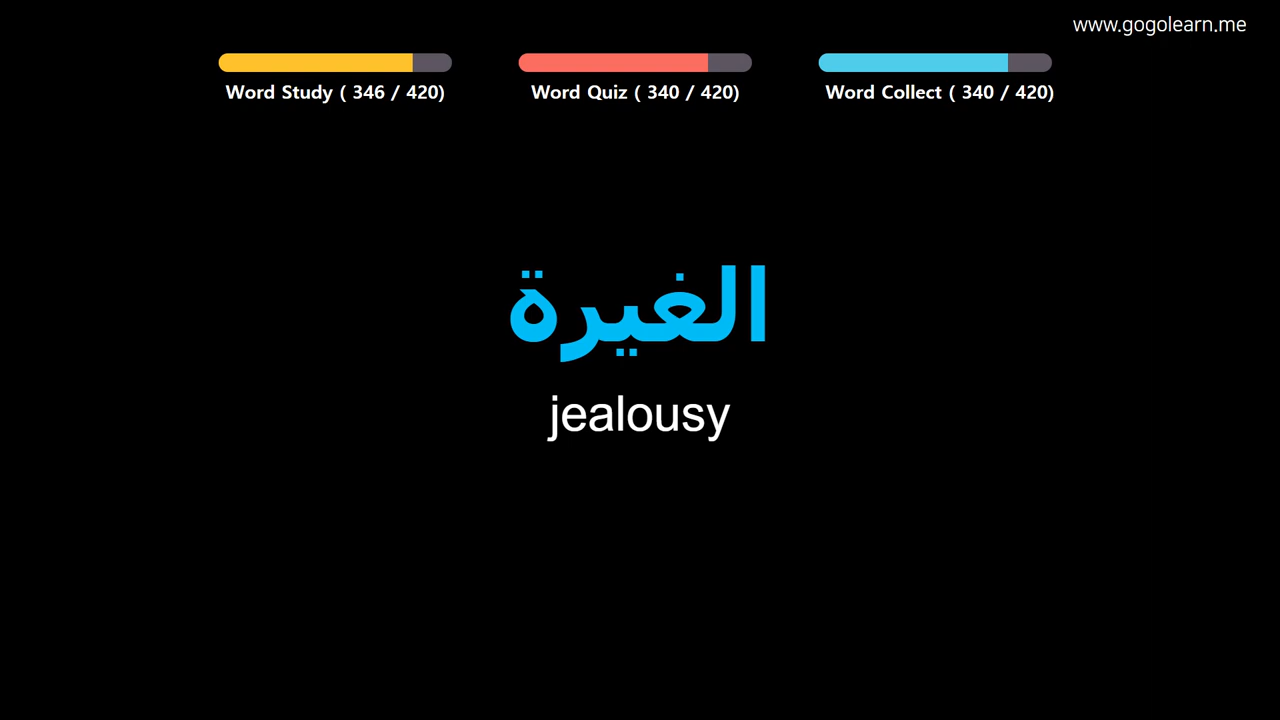 www.gogolearn.me
Word Study ( 346 / 420)
Word Quiz ( 340 / 420)
Word Collect ( 340 / 420)
الغيرة
jealousy